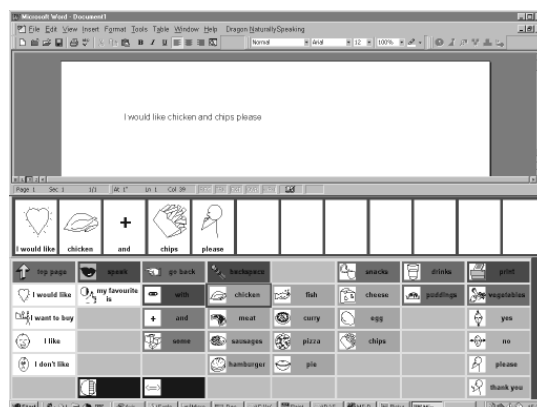 Microsoft Word - Document1
File Edit View Insert Format Tools Table Window Help Dragon NaturallySpeaking
Normal Arial 12 100%
I would like chicken and chips please
Page 1 Sec 1 1/1 At 1" Ln 1 Col 39
I would like chicken and chips please
top page speak go back backspace snacks drinks print
I would like my favourite is with chicken fish cheese puddings vegetables
I want to buy and meat curry egg yes
I like some sausages pizza chips no
I don't like hamburger pie please
thank you
Start